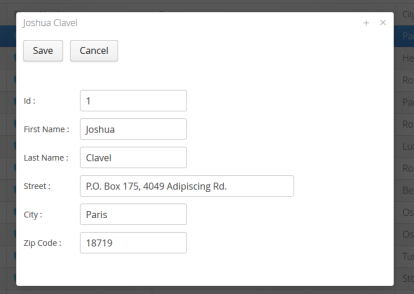 Joshua Clavel
Save Cancel
Id : 1
First Name : Joshua
Last Name : Clavel
Street : P.O. Box 175, 4049 Adipiscing Rd.
City : Paris
Zip Code : 18719